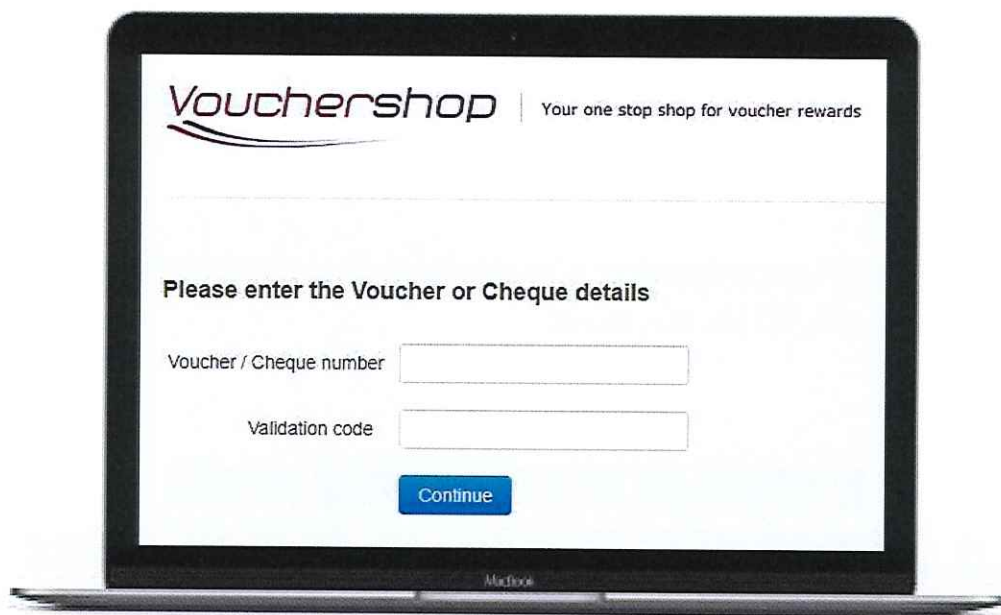 Vouchershop
Your one stop shop for voucher rewards
Please enter the Voucher or Cheque details
Voucher / Cheque number
Validation code
Continue
MacBook